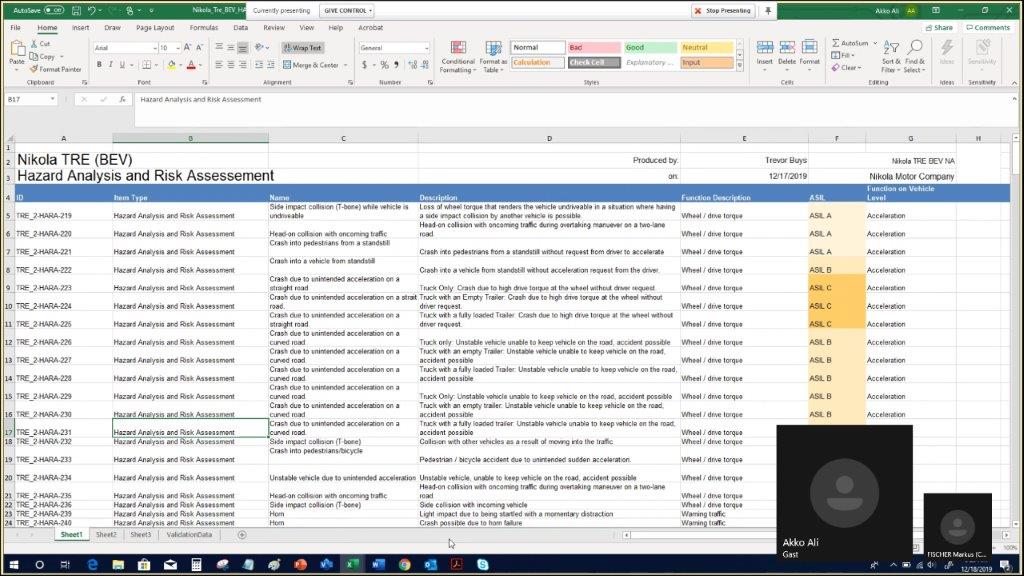 AutoSave Off Nikola_Tre_BEV_HA Currently presenting GIVE CONTROL Stop Presenting Akko Ali AA
File Home Insert Draw Page Layout Formulas Data Review View Help Acrobat Share Comments
Paste Cut Copy Format Painter
Arial 10 A A Wrap Text General
B I U Merge & Center $ % ,
Conditional Formatting Format as Table
Normal Bad Good Neutral
Calculation Check Cell Explanatory ... Input
Insert Delete Format
AutoSum Fill Clear Sort & Filter Find & Select Ideas Sensitivity
Clipboard Font Alignment Number Styles Cells Editing Ideas Sensitivity
B17 fx Hazard Analysis and Risk Assessment
A B C D E F G H
1
2 Nikola TRE (BEV) Produced by: Trevor Buys Nikola TRE BEV NA
3 Hazard Analysis and Risk Assessement on: 12/17/2019 Nikola Motor Company
4 ID Item Type Name Description Function Description ASIL Function on Vehicle Level
5 TRE_2-HARA-219 Hazard Analysis and Risk Assessment Side impact collision (T-bone) while vehicle is undriveable Loss of wheel torque that renders the vehicle undriveable in a situation where having a side impact collision by another vehicle is possible. Wheel / drive torque ASIL A Acceleration
6 TRE_2-HARA-220 Hazard Analysis and Risk Assessment Head-on collision with oncoming traffic Head-on collision with oncoming traffic during overtaking maneuver on a two-lane road. Wheel / drive torque ASIL A Acceleration
7 TRE_2-HARA-221 Hazard Analysis and Risk Assessment Crash into pedestrians from a standstill Crash into pedestrians from standstill without request from driver to accelerate Wheel / drive torque ASIL A Acceleration
8 TRE_2-HARA-222 Hazard Analysis and Risk Assessment Crash into a vehicle from standstill Crash into a vehicle from standstill without acceleration request from the driver. Wheel / drive torque ASIL B Acceleration
9 TRE_2-HARA-223 Hazard Analysis and Risk Assessment Crash due to unintended acceleration on a straight road Truck Only: Crash due to high drive torque at the wheel without driver request. Wheel / drive torque ASIL C Acceleration
10 TRE_2-HARA-224 Hazard Analysis and Risk Assessment Crash due to unintended acceleration on a strait road. Truck with an Empty Trailer: Crash due to high drive torque at the wheel without driver request. Wheel / drive torque ASIL C Acceleration
11 TRE_2-HARA-225 Hazard Analysis and Risk Assessment Crash due to unintended acceleration on a straight road. Truck with a fully loaded Trailer: Crash due to high drive torque at the wheel without driver request. Wheel / drive torque ASIL C Acceleration
12 TRE_2-HARA-226 Hazard Analysis and Risk Assessment Crash due to unintended acceleration on a curved road. Truck only: Unstable vehicle unable to keep vehicle on the road, accident possible Wheel / drive torque ASIL B Acceleration
13 TRE_2-HARA-227 Hazard Analysis and Risk Assessment Crash due to unintended acceleration on a curved road. Truck with an empty Trailer: Unstable vehicle unable to keep vehicle on the road, accident possible Wheel / drive torque ASIL B Acceleration
14 TRE_2-HARA-228 Hazard Analysis and Risk Assessment Crash due to unintended acceleration on a curved road. Truck with a fully loaded Trailer: Unstable vehicle unable to keep vehicle on the road, accident possible Wheel / drive torque ASIL B Acceleration
15 TRE_2-HARA-229 Hazard Analysis and Risk Assessment Crash due to unintended acceleration on a curved road Truck Only: Unstable vehicle unable to keep vehicle on the road, accident possible Wheel / drive torque ASIL B Acceleration
16 TRE_2-HARA-230 Hazard Analysis and Risk Assessment Crash due to unintended acceleration on a curved road Truck with an empty trailer: Unstable vehicle unable to keep vehicle on the road, accident possible Wheel / drive torque ASIL B Acceleration
17 TRE_2-HARA-231 Hazard Analysis and Risk Assessment Crash due to unintended acceleration on a curved road Truck with a fully loaded trailer: Unstable vehicle unable to keep vehicle on the road, accident possible Wheel / drive torque
18 TRE_2-HARA-232 Hazard Analysis and Risk Assessment Side impact collision (T-bone) Collision with other vehicles as a result of moving into the traffic Wheel / drive torque
19 TRE_2-HARA-233 Hazard Analysis and Risk Assessment Crash into pedestrians/bicycle Pedestrian / bicycle accident due to unintended sudden acceleration. Wheel / drive torque
20 TRE_2-HARA-234 Hazard Analysis and Risk Assessment Unstable vehicle due to unintended acceleration Unstable vehicle, unable to keep vehicle on the road, accident possible Wheel / drive torque
21 TRE_2-HARA-235 Hazard Analysis and Risk Assessment Head-on collision with oncoming traffic Head-on collision with oncoming traffic during overtaking maneuver on a two-lane road Wheel / drive torque
22 TRE_2-HARA-236 Hazard Analysis and Risk Assessment Side impact collision (T-bone) Side collision with incoming vehicle Wheel / drive torque
23 TRE_2-HARA-239 Hazard Analysis and Risk Assessment Horn Light impact due to being startled with a momentary distraction Warning traffic
24 TRE_2-HARA-240 Hazard Analysis and Risk Assessment Horn Crash possible due to horn failure Warning traffic
Akko Ali
Gast
FISCHER Markus (C...
Sheet1 Sheet2 Sheet3 ValidationData
100%
12/18/2019